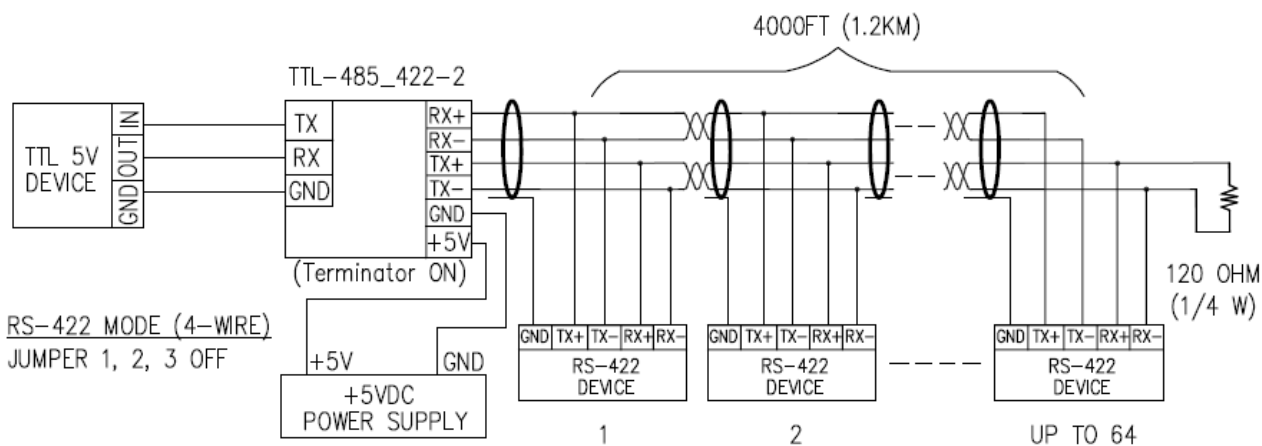 4000FT (1.2KM)
TTL-485_422-2
TTL 5V
DEVICE
IN
OUT
GND
TX
RX
GND
RX+
RX-
TX+
TX-
GND
+5V
(Terminator ON)
120 OHM
(1/4 W)
RS-422 MODE (4-WIRE)
JUMPER 1, 2, 3 OFF
+5V
GND
+5VDC
POWER SUPPLY
GND TX+ TX- RX+ RX-
RS-422
DEVICE
1
GND TX+ TX- RX+ RX-
RS-422
DEVICE
2
GND TX+ TX- RX+ RX-
RS-422
DEVICE
UP TO 64